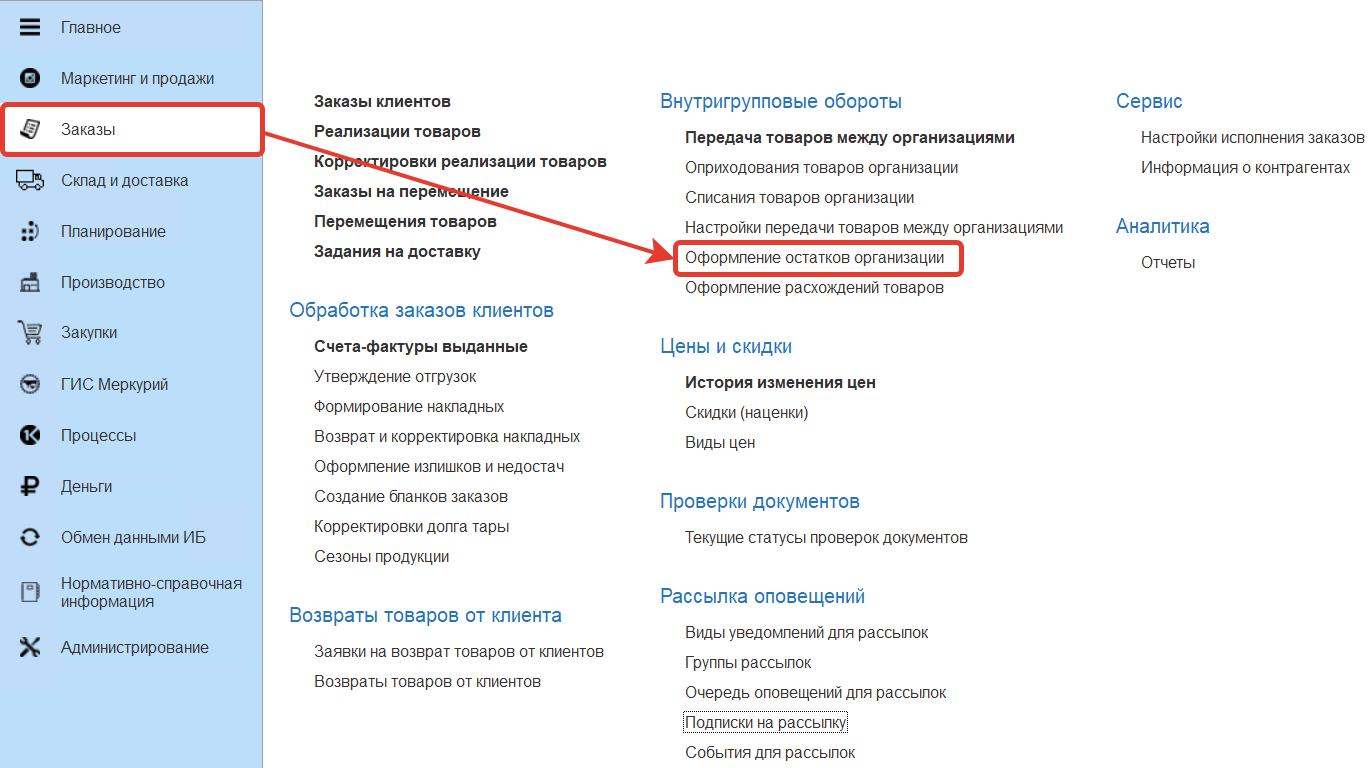 Главное
Маркетинг и продажи
Заказы
Склад и доставка
Планирование
Производство
Закупки
ГИС Меркурий
Процессы
Деньги
Обмен данными ИБ
Нормативно-справочная
информация
Администрирование
Заказы клиентов
Реализации товаров
Корректировки реализации товаров
Заказы на перемещение
Перемещения товаров
Задания на доставку
Обработка заказов клиентов
Счета-фактуры выданные
Утверждение отгрузок
Формирование накладных
Возврат и корректировка накладных
Оформление излишков и недостач
Создание бланков заказов
Корректировки долга тары
Сезоны продукции
Возвраты товаров от клиента
Заявки на возврат товаров от клиентов
Возвраты товаров от клиентов
Внутригрупповые обороты
Передача товаров между организациями
Оприходования товаров организации
Списания товаров организации
Настройки передачи товаров между организациями
Оформление остатков организации
Оформление расхождений товаров
Цены и скидки
История изменения цен
Скидки (наценки)
Виды цен
Проверки документов
Текущие статусы проверок документов
Рассылка оповещений
Виды уведомлений для рассылок
Группы рассылок
Очередь оповещений для рассылок
Подписки на рассылку
События для рассылок
Сервис
Настройки исполнения заказов
Информация о контрагентах
Аналитика
Отчеты